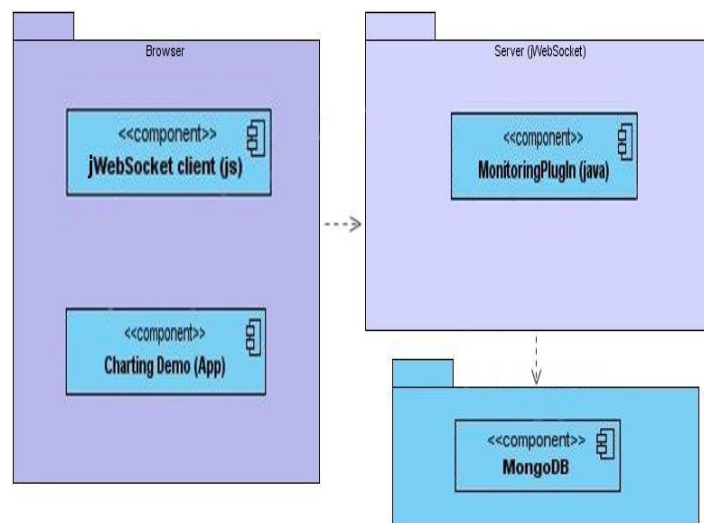 Browser
<<component>>
jWebSocket client (js)
<<component>>
Charting Demo (App)
Server (jWebSocket)
<<component>>
MonitoringPlugIn (java)
<<component>>
MongoDB